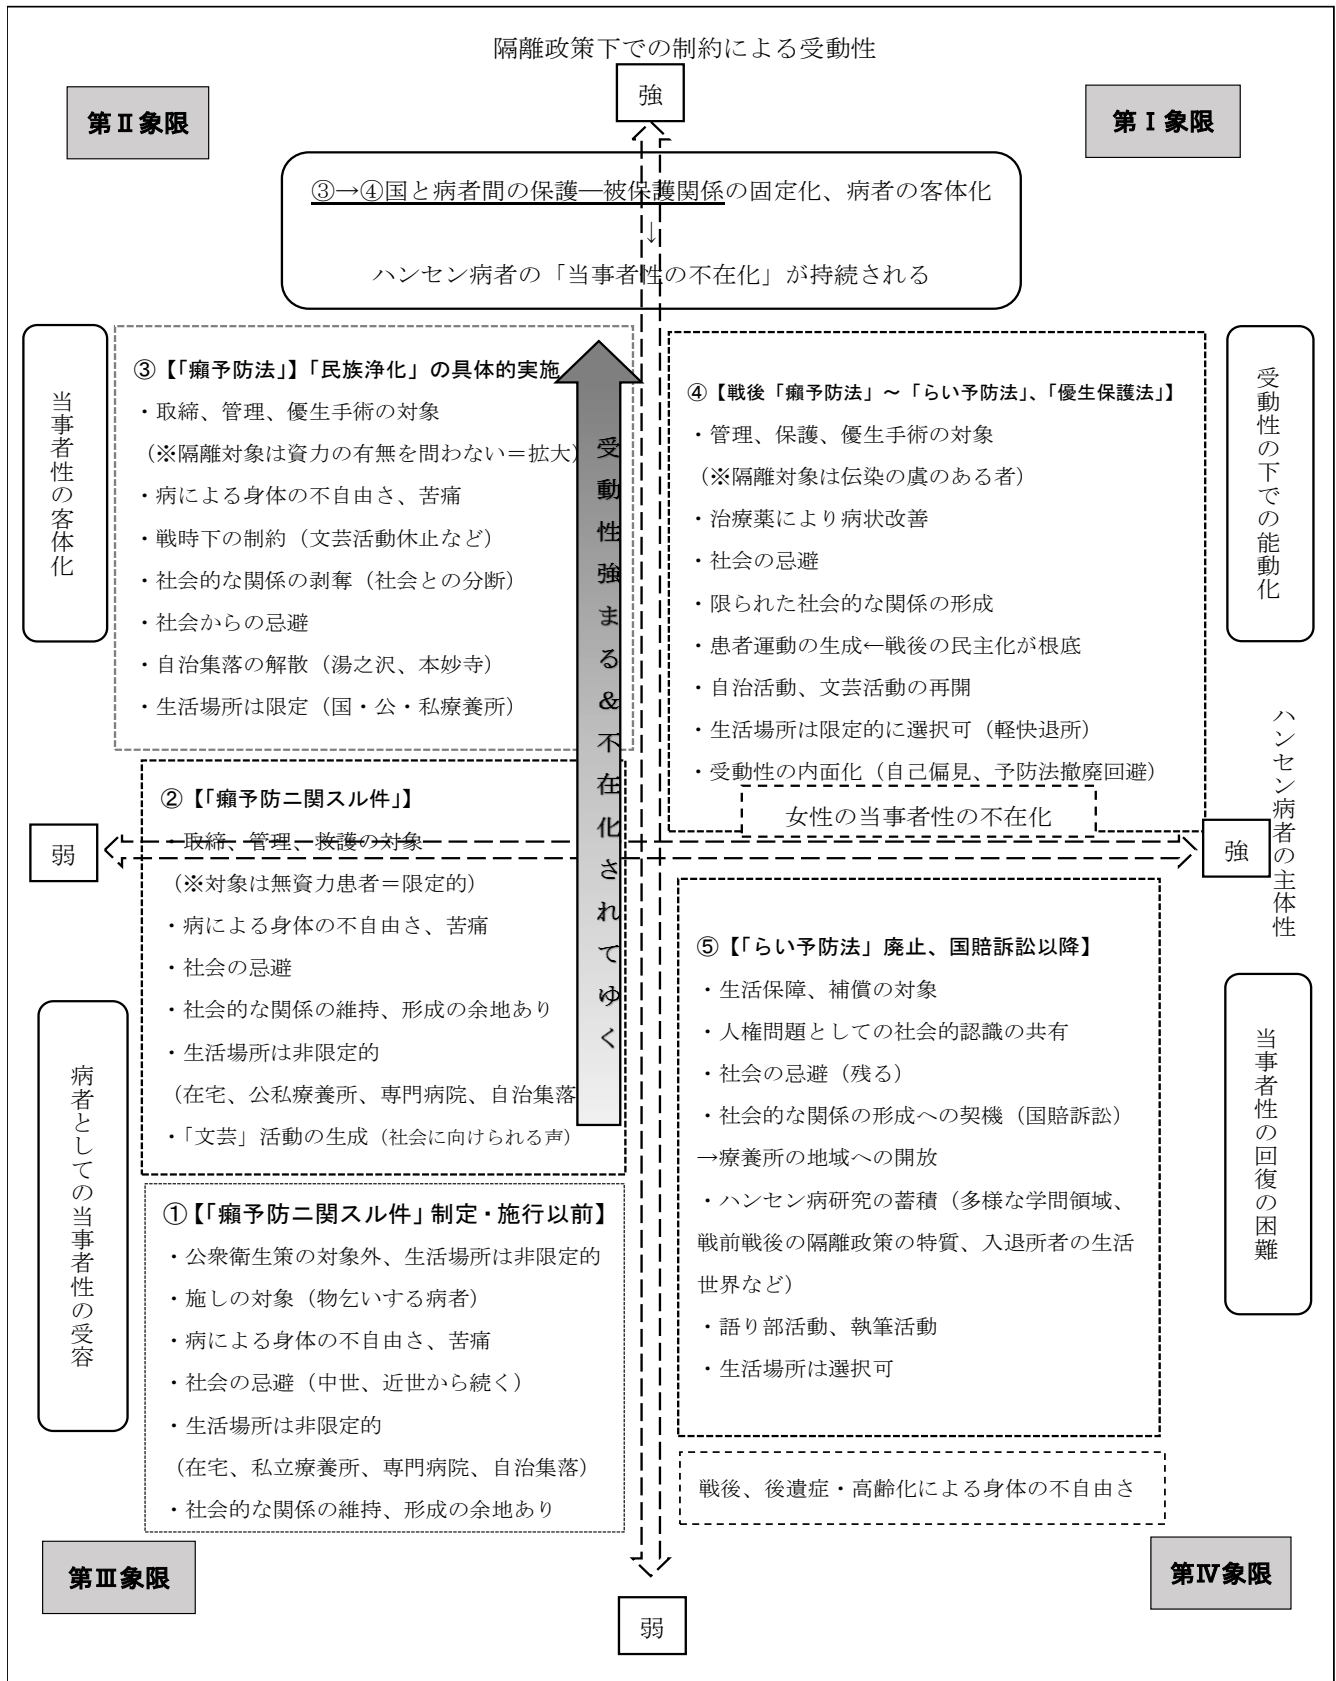 隔離政策下での制約による受動性
強
第Ⅱ象限
第Ⅰ象限
③→④国と病者間の保護―被保護関係の固定化、病者の客体化
↓
ハンセン病者の「当事者性の不在化」が持続される
当事者性の客体化
③【「癩予防法」】「民族浄化」の具体的実施
・取締、管理、優生手術の対象
（※隔離対象は資力の有無を問わない＝拡大）
・病による身体の不自由さ、苦痛
・戦時下の制約（文芸活動休止など）
・社会的な関係の剥奪（社会との分断）
・社会からの忌避
・自治集落の解散（湯之沢、本妙寺）
・生活場所は限定（国・公・私療養所）
受動性強まる＆不在化されてゆく
④【戦後「癩予防法」～「らい予防法」、「優生保護法」】
・管理、保護、優生手術の対象
（※隔離対象は伝染の虞のある者）
・治療薬により病状改善
・社会の忌避
・限られた社会的な関係の形成
・患者運動の生成←戦後の民主化が根底
・自治活動、文芸活動の再開
・生活場所は限定的に選択可（軽快退所）
・受動性の内面化（自己偏見、予防法撤廃回避）
女性の当事者性の不在化
受動性の下での能動化
ハンセン病者の主体性
弱
強
②【「癩予防ニ関スル件」】
・取締、管理、救護の対象
（※対象は無資力患者＝限定的）
・病による身体の不自由さ、苦痛
・社会の忌避
・社会的な関係の維持、形成の余地あり
・生活場所は非限定的
（在宅、公私療養所、専門病院、自治集落
・「文芸」活動の生成（社会に向けられる声）
病者としての当事者性の受容
①【「癩予防ニ関スル件」制定・施行以前】
・公衆衛生策の対象外、生活場所は非限定的
・施しの対象（物乞いする病者）
・病による身体の不自由さ、苦痛
・社会の忌避（中世、近世から続く）
・生活場所は非限定的
（在宅、私立療養所、専門病院、自治集落）
・社会的な関係の維持、形成の余地あり
⑤【「らい予防法」廃止、国賠訴訟以降】
・生活保障、補償の対象
・人権問題としての社会的認識の共有
・社会の忌避（残る）
・社会的な関係の形成への契機（国賠訴訟）
→療養所の地域への開放
・ハンセン病研究の蓄積（多様な学問領域、
戦前戦後の隔離政策の特質、入退所者の生活
世界など）
・語り部活動、執筆活動
・生活場所は選択可
当事者性の回復の困難
戦後、後遺症・高齢化による身体の不自由さ
第Ⅲ象限
第Ⅳ象限
弱